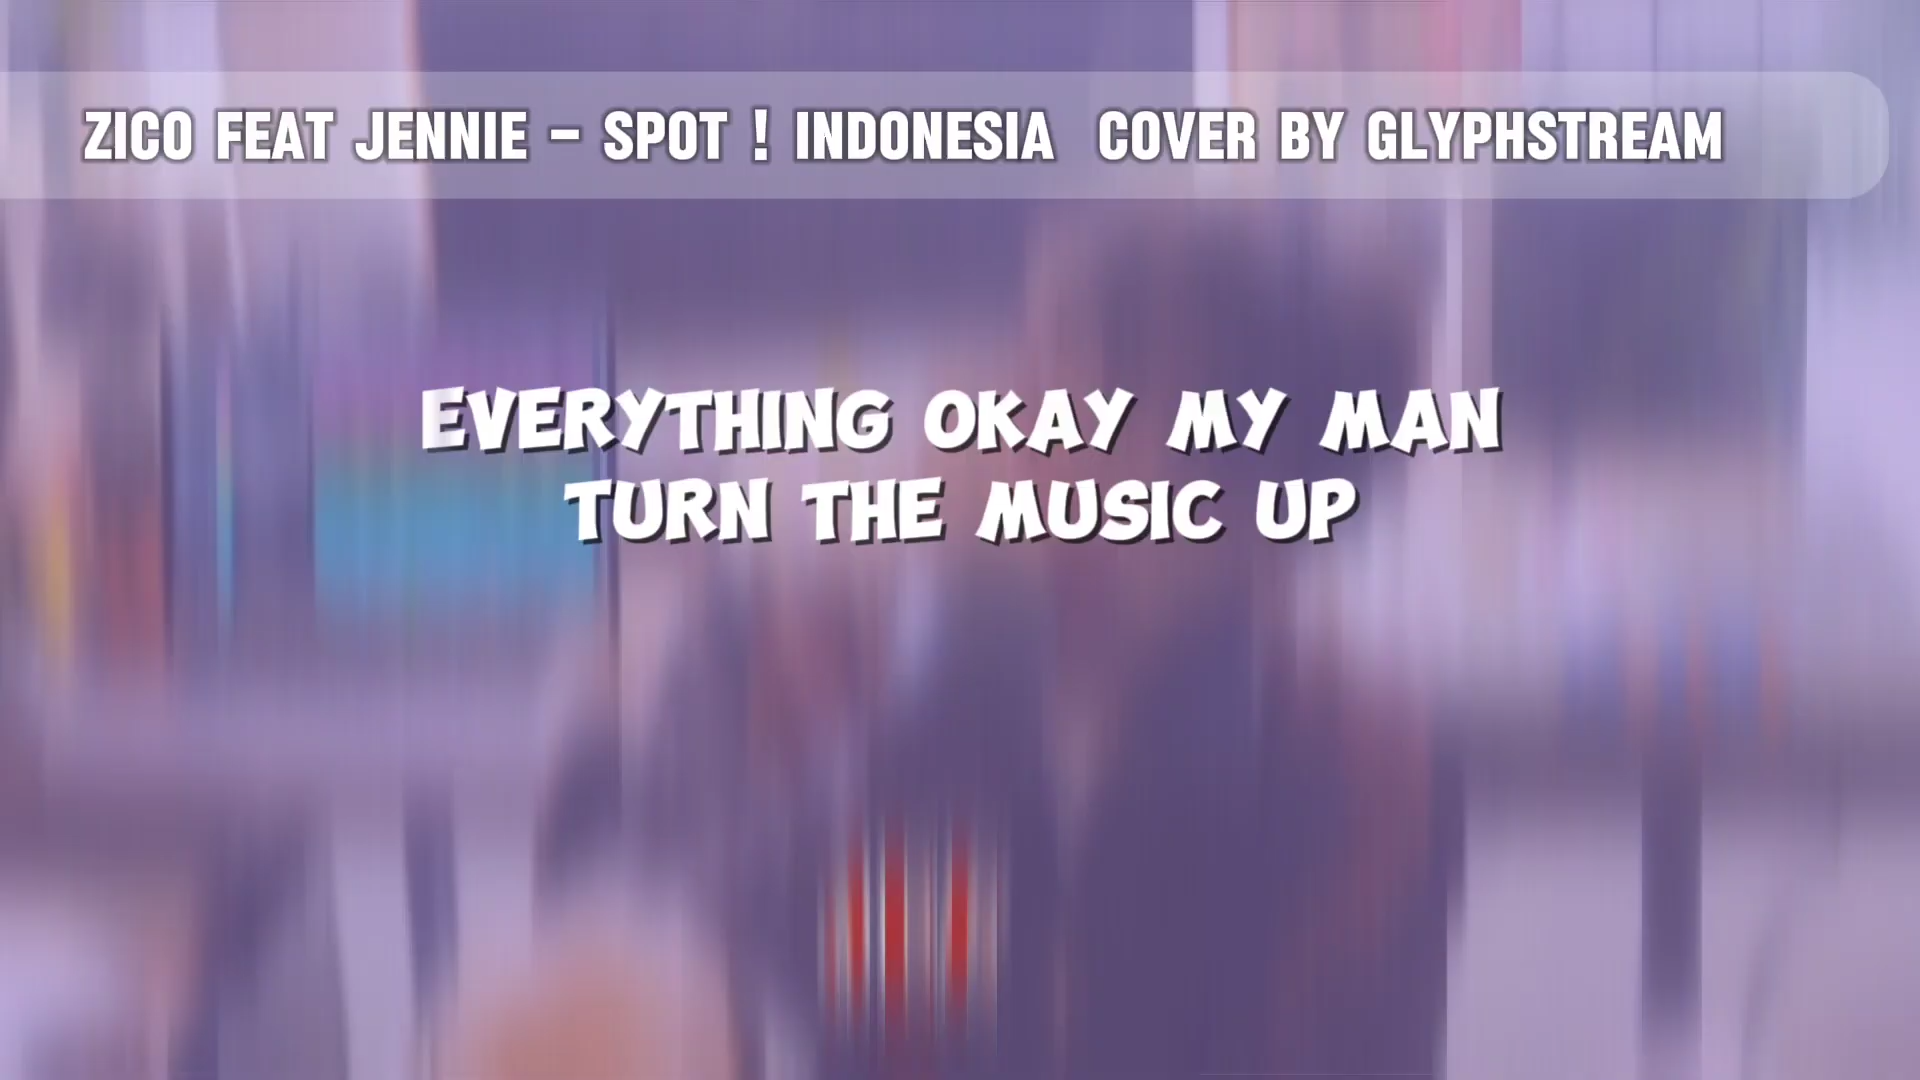 ZICO FEAT JENNIE - SPOT ! INDONESIA COVER BY GLYPHSTREAM
EVERYTHING OKAY MY MAN
TURN THE MUSIC UP